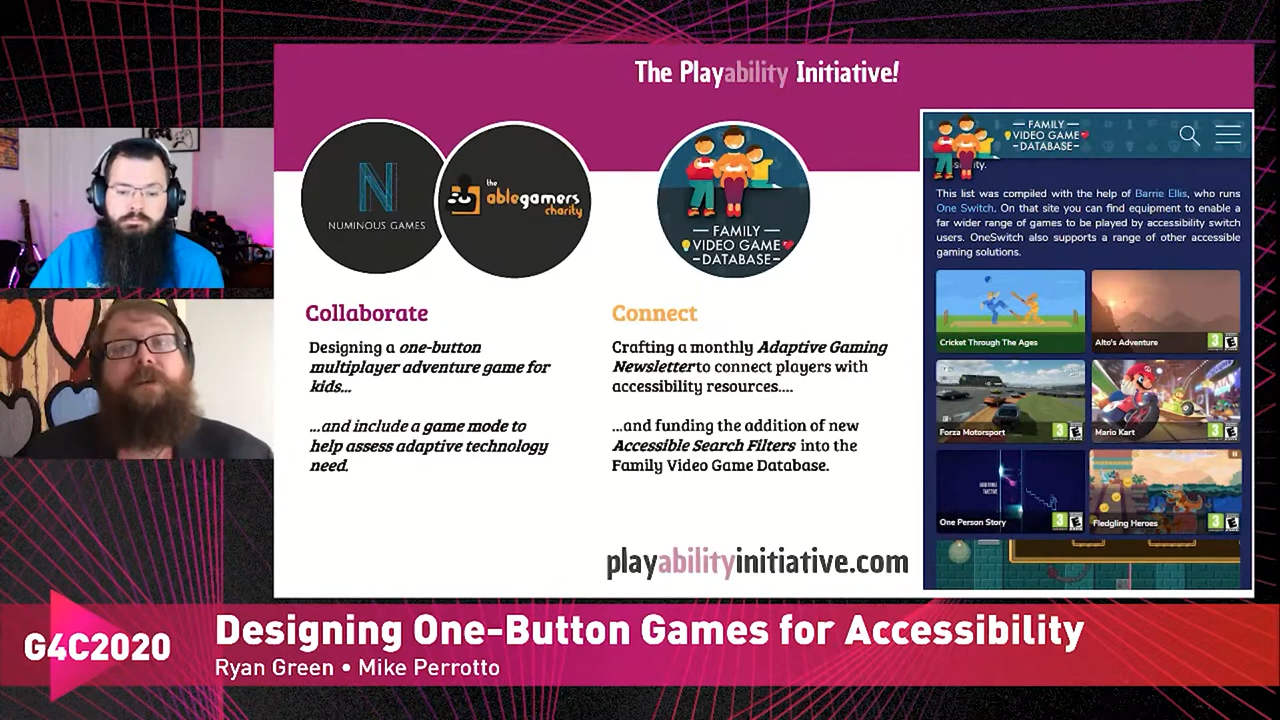 The Playability Initiative!
NUMINOUS GAMES
the
ablegamers
charity
FAMILY
VIDEO GAME
DATABASE
Collaborate
Designing a one-button
multiplayer adventure game for
kids...
...and include a game mode to
help assess adaptive technology
need.
Connect
Crafting a monthly Adaptive Gaming
Newsletter to connect players with
accessibility resources....
...and funding the addition of new
Accessible Search Filters into the
Family Video Game Database.
playabilityinitiative.com
FAMILY
VIDEO GAME
DATABASE
This list was compiled with the help of Barrie Ellis, who runs
One Switch. On that site you can find equipment to enable a
far wider range of games to be played by accessibility switch
users. OneSwitch also supports a range of other accessible
gaming solutions.
Cricket Through The Ages
Alto's Adventure
3 E
Forza Motorsport
3 E
Mario Kart
3 E
One Person Story
3 E
Fledgling Heroes
3 E
G4C2020
Designing One-Button Games for Accessibility
Ryan Green • Mike Perrotto